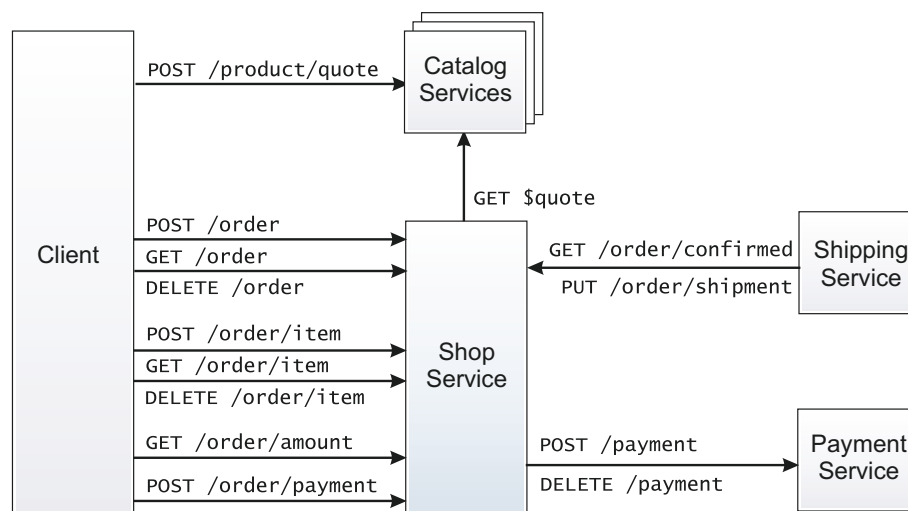 POST /product/quote
Catalog
Services
GET $quote
Client
POST /order
GET /order
DELETE /order
POST /order/item
GET /order/item
DELETE /order/item
GET /order/amount
POST /order/payment
Shop
Service
GET /order/confirmed
PUT /order/shipment
Shipping
Service
POST /payment
DELETE /payment
Payment
Service